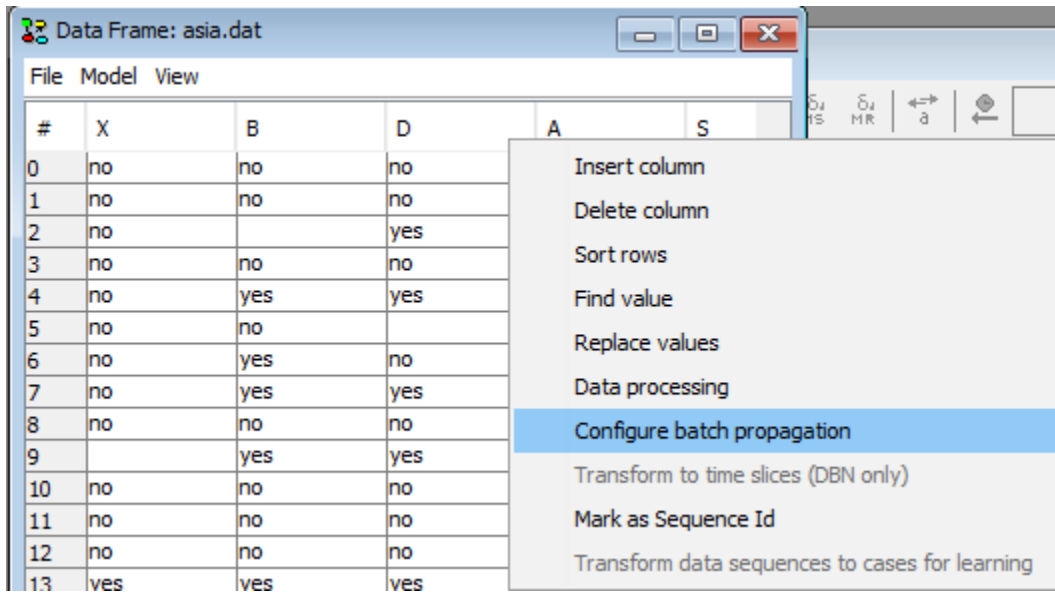 Data Frame: asia.dat
File Model View
# X B D A S
0 no no no
1 no no no
2 no yes
3 no no no
4 no yes yes
5 no no
6 no yes no
7 no yes yes
8 no no no
9 yes yes
10 no no no
11 no no no
12 no no no
13 yes yes yes
Insert column
Delete column
Sort rows
Find value
Replace values
Data processing
Configure batch propagation
Transform to time slices (DBN only)
Mark as Sequence Id
Transform data sequences to cases for learning
δ₄ δ₄
MS MR a